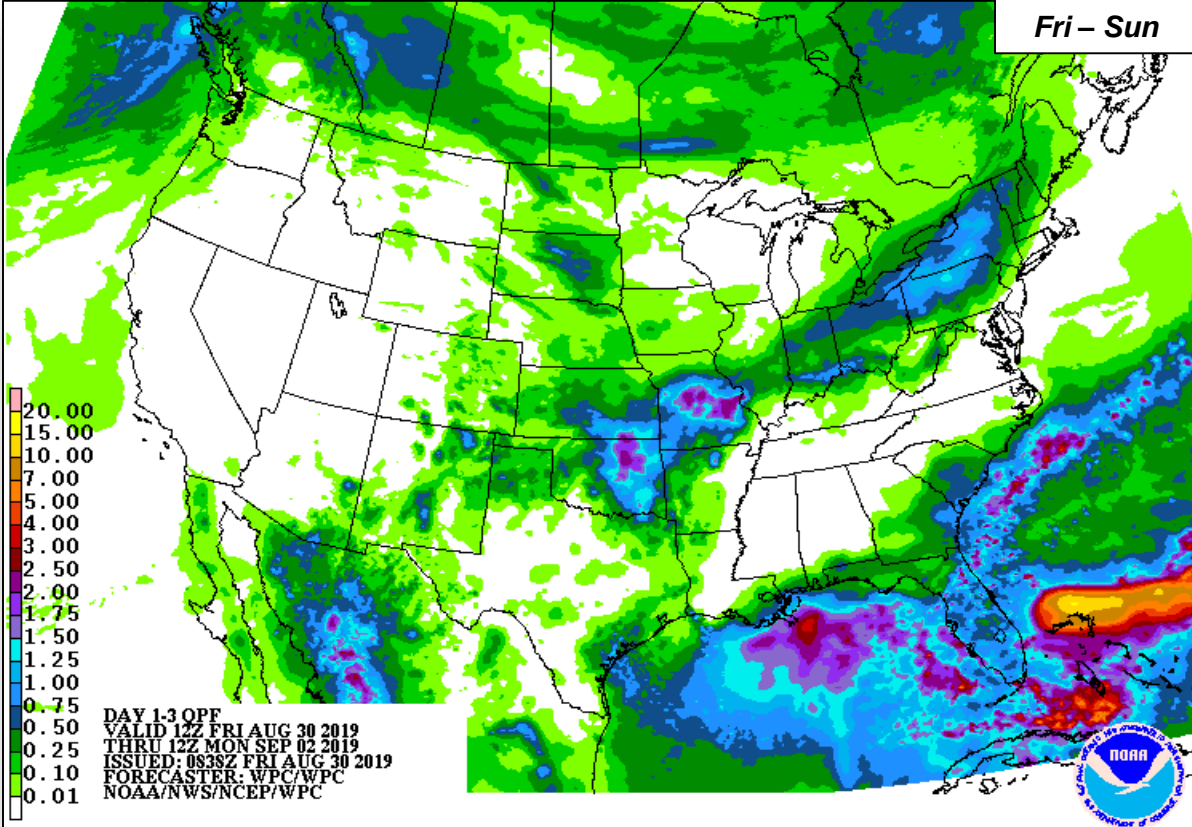 Fri – Sun
20.00
15.00
10.00
7.00
5.00
4.00
3.00
2.50
2.00
1.75
1.50
1.25
1.00
0.75
0.50
0.25
0.10
0.01
DAY 1-3 QPF
VALID 12Z FRI AUG 30 2019
THRU 12Z MON SEP 02 2019
ISSUED: 0838Z FRI AUG 30 2019
FORECASTER: WPC/WPC
NOAA/NWS/NCEP/WPC
NOAA